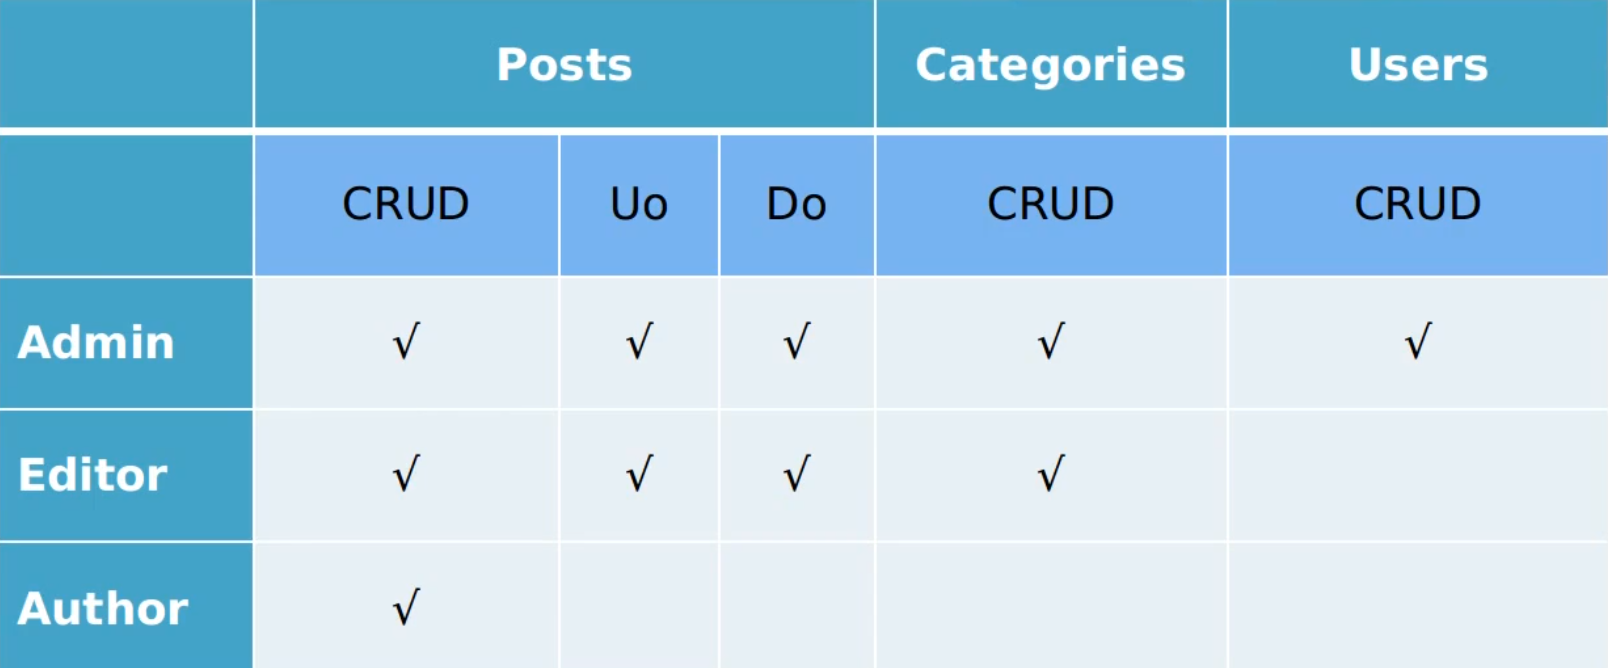 Posts Categories Users
CRUD Uo Do CRUD CRUD
Admin √ √ √ √ √
Editor √ √ √ √
Author √